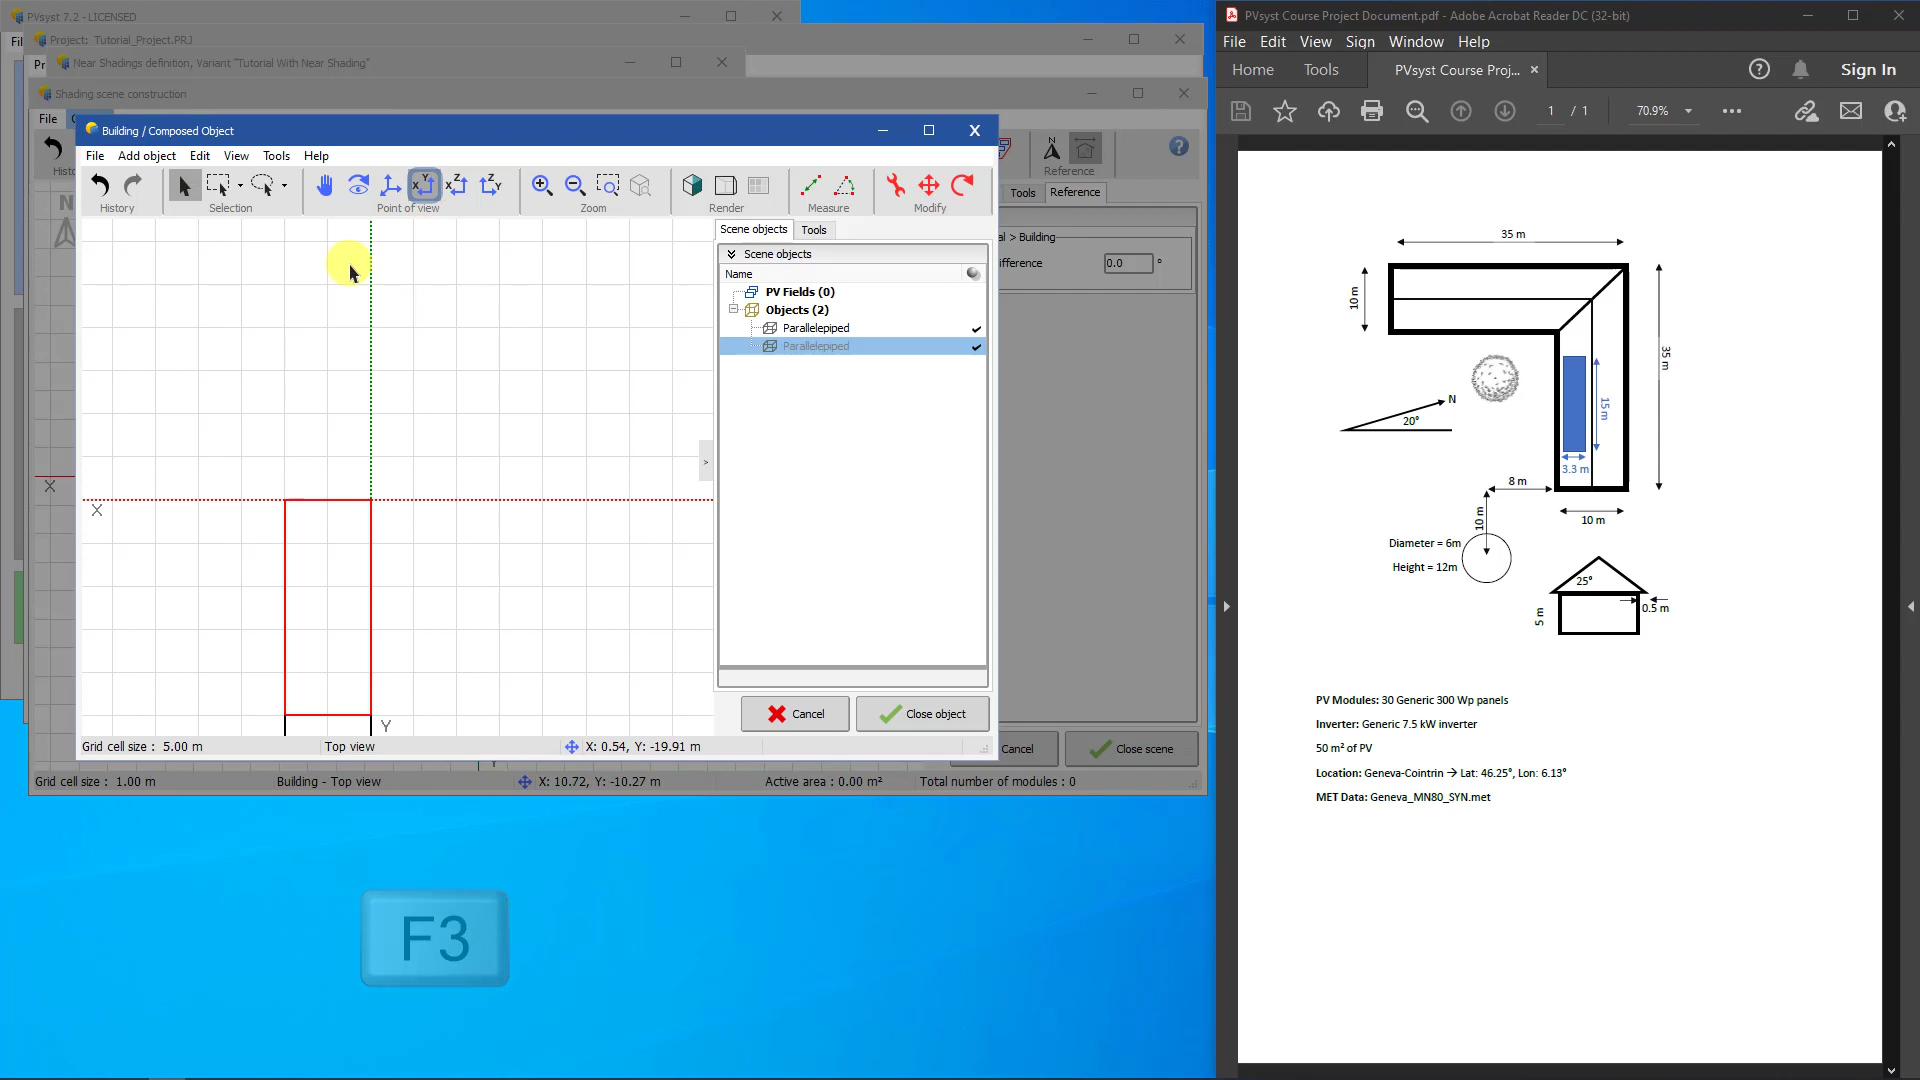 PVsyst 7.2 - LICENSED
Fil
Project: Tutorial_Project.PRJ
Pr
Near Shadings definition, Variant "Tutorial With Near Shading"
Shading scene construction
File
Building / Composed Object
File Add object Edit View Tools Help
History Selection Point of view Zoom Render Measure Modify
Reference
Tools Reference
al > Building
ifference 0.0 °
Scene objects Tools
Scene objects
Name
PV Fields (0)
Objects (2)
Parallelepiped
Parallelepiped
N
X
X
Y
Cancel Close object
Grid cell size : 5.00 m Top view X: 0.54, Y: -19.91 m
Cancel Close scene
Grid cell size : 1.00 m Building - Top view X: 10.72, Y: -10.27 m Active area : 0.00 m² Total number of modules : 0
F3
PVsyst Course Project Document.pdf - Adobe Acrobat Reader DC (32-bit)
File Edit View Sign Window Help
Home Tools PVsyst Course Proj... Sign In
1 / 1 70.9%
35 m
10 m
35 m
N
20°
15 m
3.3 m
8 m
10 m
10 m
Diameter = 6m
Height = 12m
25°
5 m
0.5 m
PV Modules: 30 Generic 300 Wp panels
Inverter: Generic 7.5 kW inverter
50 m² of PV
Location: Geneva-Cointrin → Lat: 46.25°, Lon: 6.13°
MET Data: Geneva_MN80_SYN.met